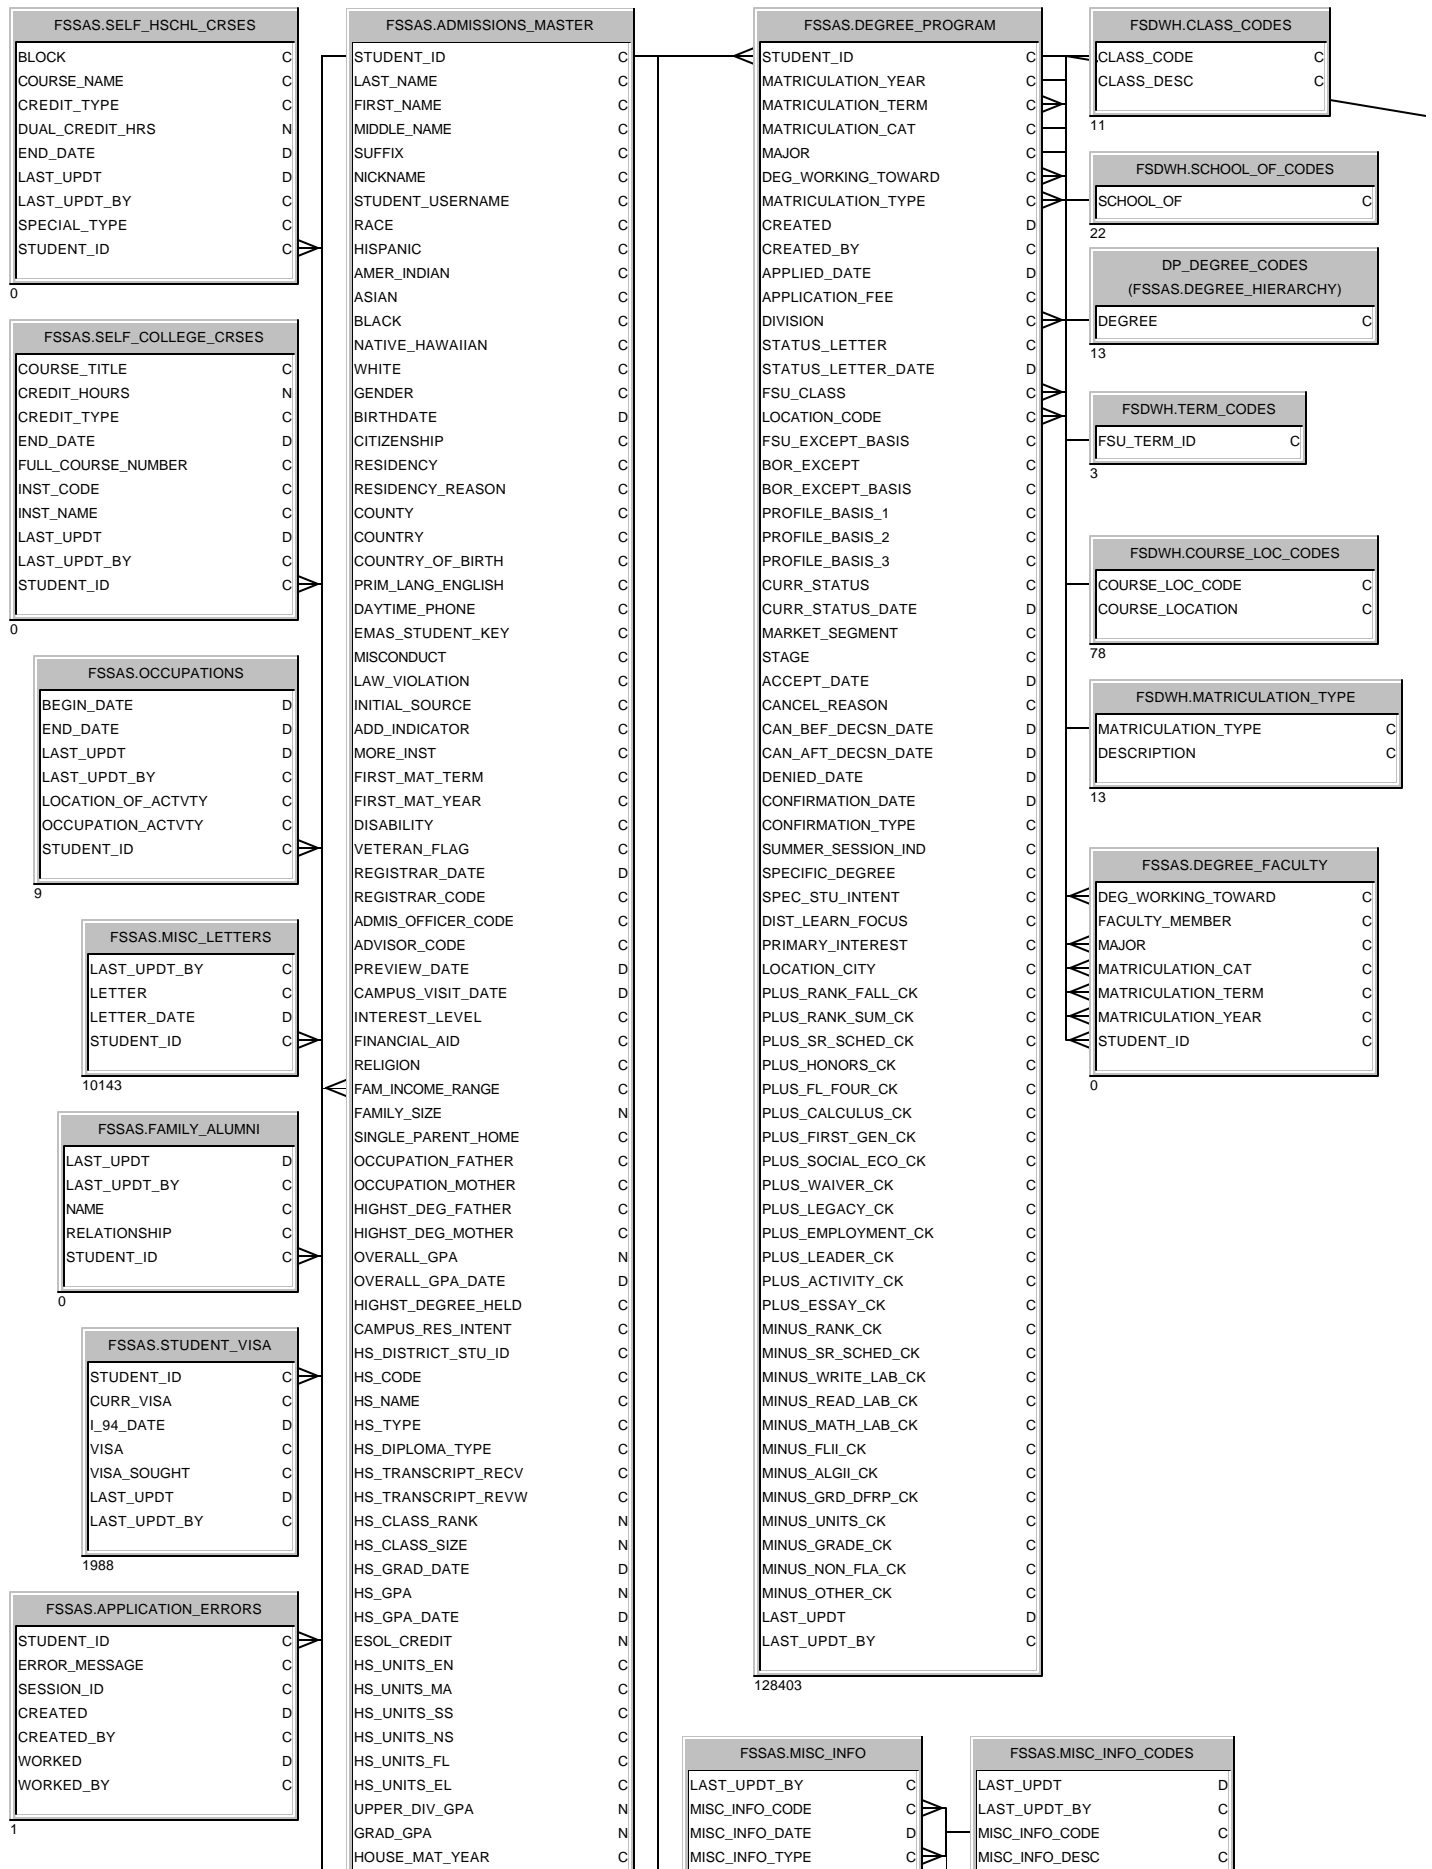 FSSAS.SELF_HSCHL_CRSES
BLOCK C
COURSE_NAME C
CREDIT_TYPE C
DUAL_CREDIT_HRS N
END_DATE D
LAST_UPDT D
LAST_UPDT_BY C
SPECIAL_TYPE C
STUDENT_ID C
0
FSSAS.SELF_COLLEGE_CRSES
COURSE_TITLE C
CREDIT_HOURS N
CREDIT_TYPE C
END_DATE D
FULL_COURSE_NUMBER C
INST_CODE C
INST_NAME C
LAST_UPDT D
LAST_UPDT_BY C
STUDENT_ID C
0
FSSAS.OCCUPATIONS
BEGIN_DATE D
END_DATE D
LAST_UPDT D
LAST_UPDT_BY C
LOCATION_OF_ACTVTY C
OCCUPATION_ACTVTY C
STUDENT_ID C
9
FSSAS.MISC_LETTERS
LAST_UPDT_BY C
LETTER C
LETTER_DATE D
STUDENT_ID C
10143
FSSAS.FAMILY_ALUMNI
LAST_UPDT D
LAST_UPDT_BY C
NAME C
RELATIONSHIP C
STUDENT_ID C
0
FSSAS.STUDENT_VISA
STUDENT_ID C
CURR_VISA C
I_94_DATE D
VISA C
VISA_SOUGHT C
LAST_UPDT D
LAST_UPDT_BY C
1988
FSSAS.APPLICATION_ERRORS
STUDENT_ID C
ERROR_MESSAGE C
SESSION_ID C
CREATED D
CREATED_BY C
WORKED D
WORKED_BY C
1
FSSAS.ADMISSIONS_MASTER
STUDENT_ID C
LAST_NAME C
FIRST_NAME C
MIDDLE_NAME C
SUFFIX C
NICKNAME C
STUDENT_USERNAME C
RACE C
HISPANIC C
AMER_INDIAN C
ASIAN C
BLACK C
NATIVE_HAWAIIAN C
WHITE C
GENDER C
BIRTHDATE D
CITIZENSHIP C
RESIDENCY C
RESIDENCY_REASON C
COUNTY C
COUNTRY C
COUNTRY_OF_BIRTH C
PRIM_LANG_ENGLISH C
DAYTIME_PHONE C
EMAS_STUDENT_KEY C
MISCONDUCT C
LAW_VIOLATION C
INITIAL_SOURCE C
ADD_INDICATOR C
MORE_INST C
FIRST_MAT_TERM C
FIRST_MAT_YEAR C
DISABILITY C
VETERAN_FLAG C
REGISTRAR_DATE D
REGISTRAR_CODE C
ADMIS_OFFICER_CODE C
ADVISOR_CODE C
PREVIEW_DATE D
CAMPUS_VISIT_DATE D
INTEREST_LEVEL C
FINANCIAL_AID C
RELIGION C
FAM_INCOME_RANGE C
FAMILY_SIZE N
SINGLE_PARENT_HOME C
OCCUPATION_FATHER C
OCCUPATION_MOTHER C
HIGHST_DEG_FATHER C
HIGHST_DEG_MOTHER C
OVERALL_GPA N
OVERALL_GPA_DATE D
HIGHST_DEGREE_HELD C
CAMPUS_RES_INTENT C
HS_DISTRICT_STU_ID C
HS_CODE C
HS_NAME C
HS_TYPE C
HS_DIPLOMA_TYPE C
HS_TRANSCRIPT_RECV C
HS_TRANSCRIPT_REVW C
HS_CLASS_RANK N
HS_CLASS_SIZE N
HS_GRAD_DATE D
HS_GPA N
HS_GPA_DATE D
ESOL_CREDIT N
HS_UNITS_EN C
HS_UNITS_MA C
HS_UNITS_SS C
HS_UNITS_NS C
HS_UNITS_FL C
HS_UNITS_EL C
UPPER_DIV_GPA N
GRAD_GPA N
HOUSE_MAT_YEAR C
FSSAS.DEGREE_PROGRAM
STUDENT_ID C
MATRICULATION_YEAR C
MATRICULATION_TERM C
MATRICULATION_CAT C
MAJOR C
DEG_WORKING_TOWARD C
MATRICULATION_TYPE C
CREATED D
CREATED_BY C
APPLIED_DATE D
APPLICATION_FEE C
DIVISION C
STATUS_LETTER C
STATUS_LETTER_DATE D
FSU_CLASS C
LOCATION_CODE C
FSU_EXCEPT_BASIS C
BOR_EXCEPT C
BOR_EXCEPT_BASIS C
PROFILE_BASIS_1 C
PROFILE_BASIS_2 C
PROFILE_BASIS_3 C
CURR_STATUS C
CURR_STATUS_DATE D
MARKET_SEGMENT C
STAGE C
ACCEPT_DATE D
CANCEL_REASON C
CAN_BEF_DECSN_DATE D
CAN_AFT_DECSN_DATE D
DENIED_DATE D
CONFIRMATION_DATE D
CONFIRMATION_TYPE C
SUMMER_SESSION_IND C
SPECIFIC_DEGREE C
SPEC_STU_INTENT C
DIST_LEARN_FOCUS C
PRIMARY_INTEREST C
LOCATION_CITY C
PLUS_RANK_FALL_CK C
PLUS_RANK_SUM_CK C
PLUS_SR_SCHED_CK C
PLUS_HONORS_CK C
PLUS_FL_FOUR_CK C
PLUS_CALCULUS_CK C
PLUS_FIRST_GEN_CK C
PLUS_SOCIAL_ECO_CK C
PLUS_WAIVER_CK C
PLUS_LEGACY_CK C
PLUS_EMPLOYMENT_CK C
PLUS_LEADER_CK C
PLUS_ACTIVITY_CK C
PLUS_ESSAY_CK C
MINUS_RANK_CK C
MINUS_SR_SCHED_CK C
MINUS_WRITE_LAB_CK C
MINUS_READ_LAB_CK C
MINUS_MATH_LAB_CK C
MINUS_FLII_CK C
MINUS_ALGII_CK C
MINUS_GRD_DFRP_CK C
MINUS_UNITS_CK C
MINUS_GRADE_CK C
MINUS_NON_FLA_CK C
MINUS_OTHER_CK C
LAST_UPDT D
LAST_UPDT_BY C
128403
FSDWH.CLASS_CODES
CLASS_CODE C
CLASS_DESC C
11
FSDWH.SCHOOL_OF_CODES
SCHOOL_OF C
22
DP_DEGREE_CODES
(FSSAS.DEGREE_HIERARCHY)
DEGREE C
13
FSDWH.TERM_CODES
FSU_TERM_ID C
3
FSDWH.COURSE_LOC_CODES
COURSE_LOC_CODE C
COURSE_LOCATION C
78
FSDWH.MATRICULATION_TYPE
MATRICULATION_TYPE C
DESCRIPTION C
13
FSSAS.DEGREE_FACULTY
DEG_WORKING_TOWARD C
FACULTY_MEMBER C
MAJOR C
MATRICULATION_CAT C
MATRICULATION_TERM C
MATRICULATION_YEAR C
STUDENT_ID C
0
FSSAS.MISC_INFO
LAST_UPDT_BY C
MISC_INFO_CODE C
MISC_INFO_DATE D
MISC_INFO_TYPE C
FSSAS.MISC_INFO_CODES
LAST_UPDT D
LAST_UPDT_BY C
MISC_INFO_CODE C
MISC_INFO_DESC C